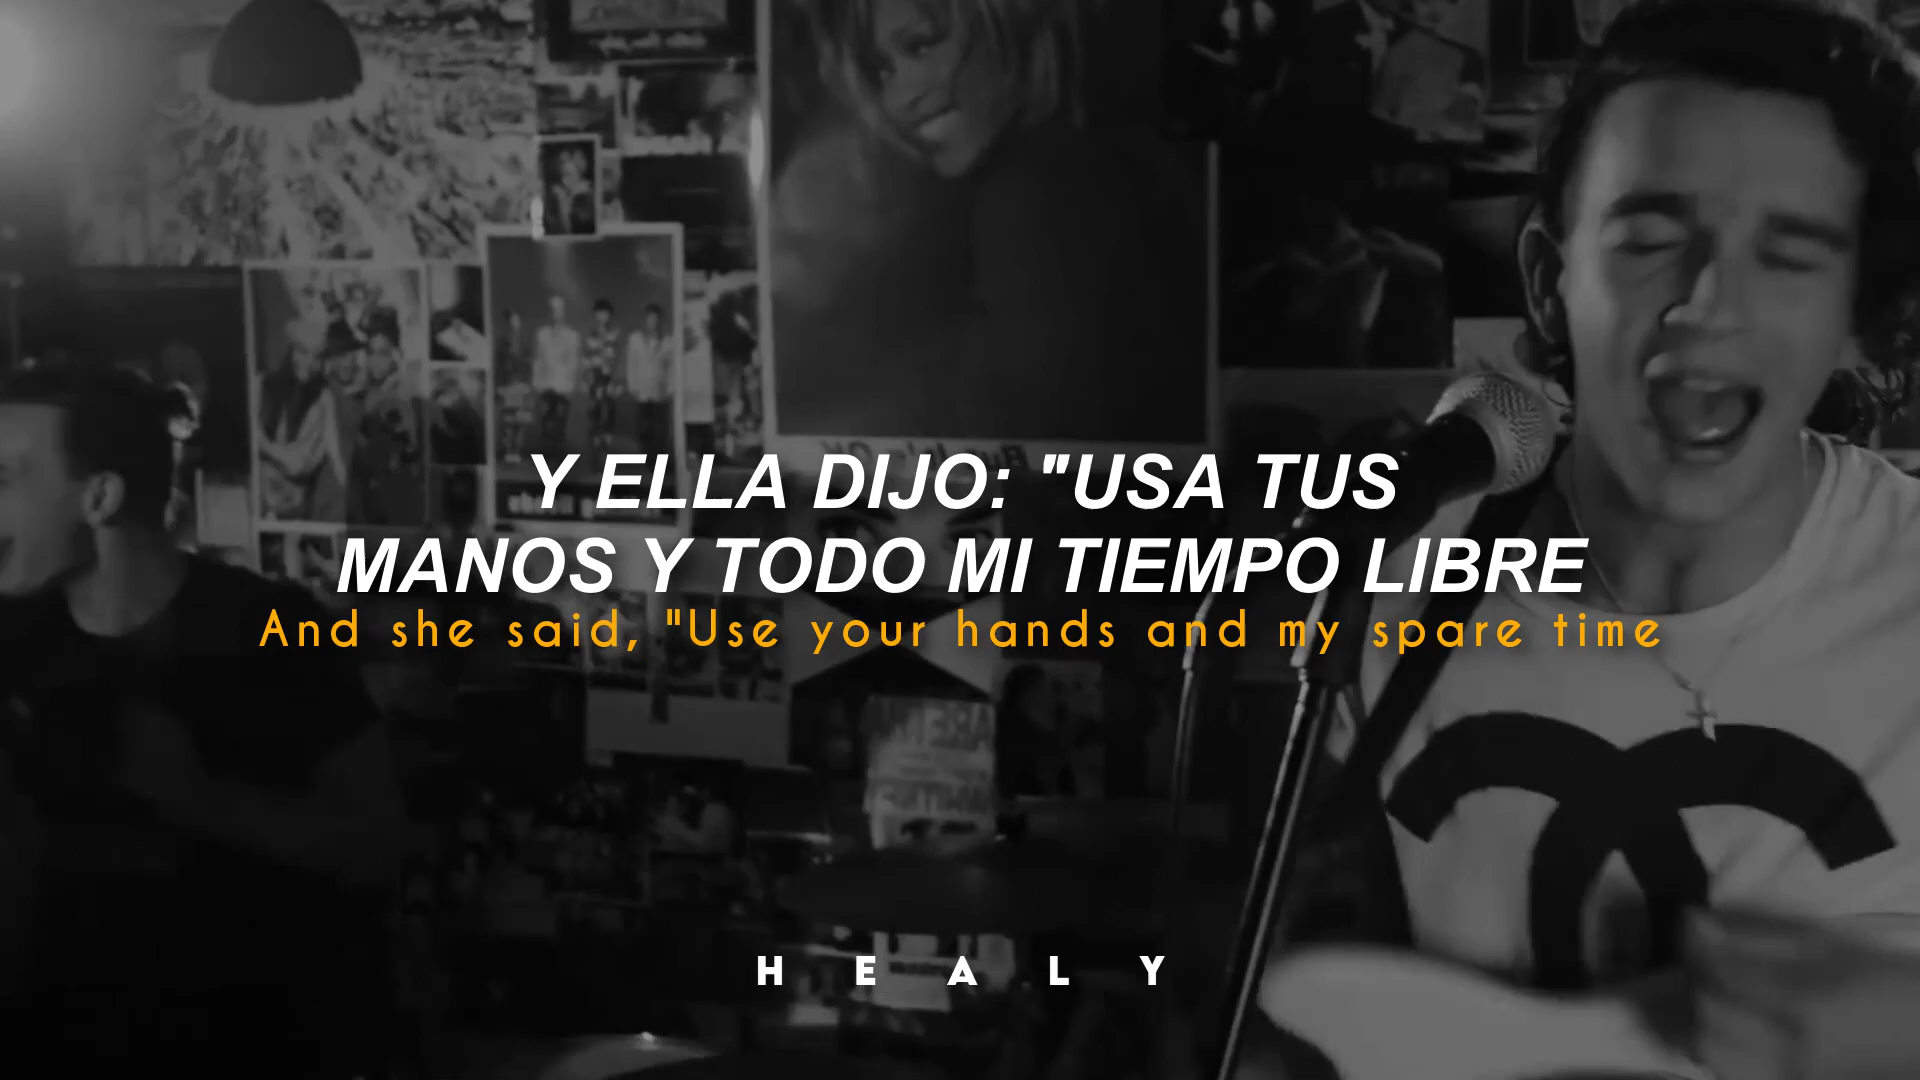 Y ELLA DIJO: "USA TUS
MANOS Y TODO MI TIEMPO LIBRE
And she said, "Use your hands and my spare time
H E A L Y